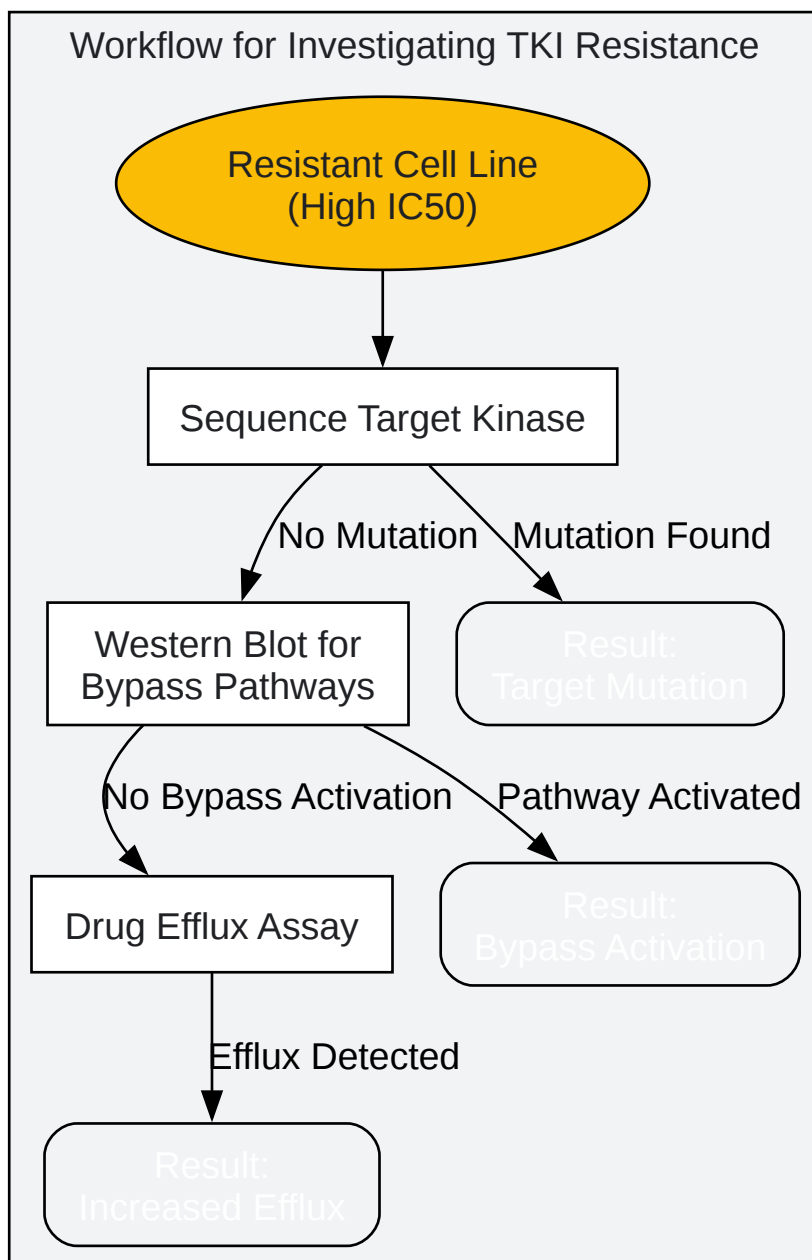 Workflow for Investigating TKI Resistance
Resistant Cell Line
(High IC50)
Sequence Target Kinase
No Mutation
Mutation Found
Western Blot for
Bypass Pathways
Result:
Target Mutation
No Bypass Activation
Pathway Activated
Drug Efflux Assay
Result:
Bypass Activation
Efflux Detected
Result:
Increased Efflux